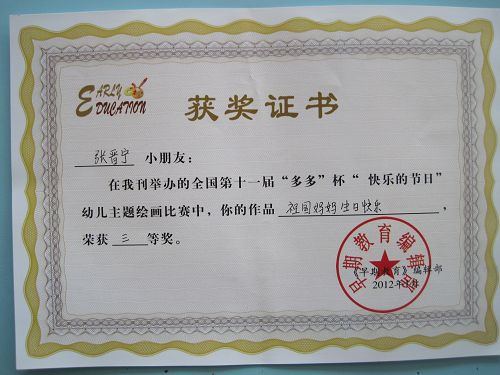 EARLY
EDUCATION
获奖证书
张晋宁 小朋友：
在我刊举办的全国第十一届“多多”杯“ 快乐的节日”
幼儿主题绘画比赛中，你的作品 祖国妈妈生日快乐 ，
荣获 三 等奖。
早期教育编辑部
《早期教育》编辑部
2012年1月